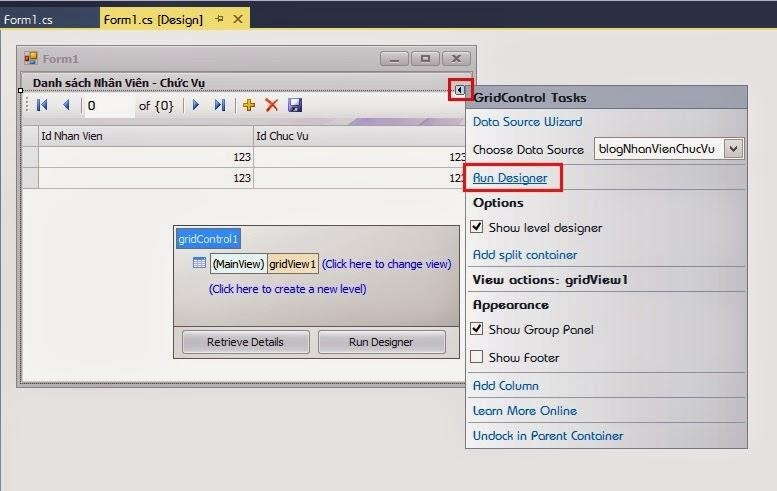 Form1.cs
Form1.cs [Design]
Form1
Danh sách Nhân Viên - Chức Vụ
0 of {0}
Id Nhan Vien Id Chuc Vu
123 123
123 123
gridControl1
(MainView) gridView1 (Click here to change view)
(Click here to create a new level)
Retrieve Details Run Designer
GridControl Tasks
Data Source Wizard
Choose Data Source blogNhanVienChucVu
Run Designer
Options
Show level designer
Add split container
View actions: gridView1
Appearance
Show Group Panel
Show Footer
Add Column
Learn More Online
Undock in Parent Container